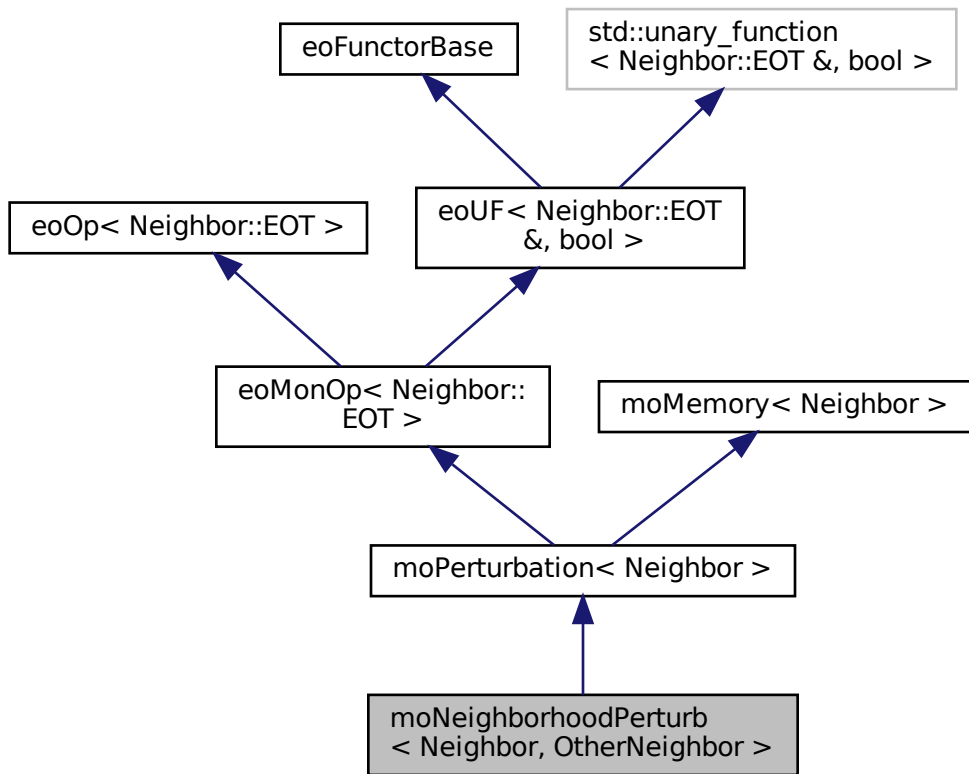 eoFunctorBase
std::unary_function
< Neighbor::EOT &, bool >
eoOp< Neighbor::EOT >
eoUF< Neighbor::EOT
&, bool >
eoMonOp< Neighbor::
EOT >
moMemory< Neighbor >
moPerturbation< Neighbor >
moNeighborhoodPerturb
< Neighbor, OtherNeighbor >